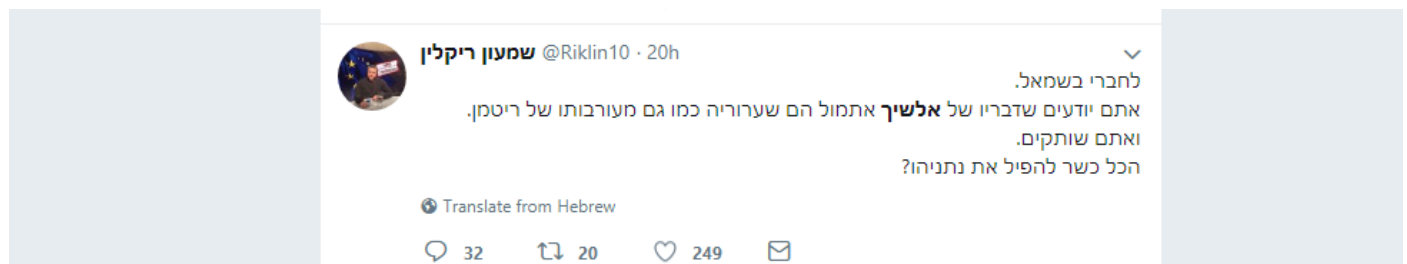 שמעון ריקלין @Riklin10 · 20h
לחברי בשמאל.
אתם יודעים שדבריו של אלשיך אתמול הם שערוריה כמו גם מעורבותו של ריטמן.
ואתם שותקים.
הכל כשר להפיל את נתניהו?
Translate from Hebrew
32 20 249